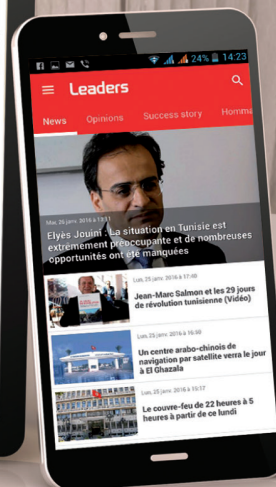 24% 14:23
Leaders
News Opinions Success story Homma
Mar, 26 janv. 2016 à 13:11
Elyès Jouini : La situation en Tunisie est
extrêmement préoccupante et de nombreuses
opportunités ont été manquées
Lun, 25 janv. 2016 à 17:40
Jean-Marc Salmon et les 29 jours
de révolution tunisienne (Vidéo)
Lun, 25 janv. 2016 à 16:30
Un centre arabo-chinois de
navigation par satellite verra le jour
à El Ghazala
Lun, 25 janv. 2016 à 10:17
Le couvre-feu de 22 heures à 5
heures à partir de ce lundi